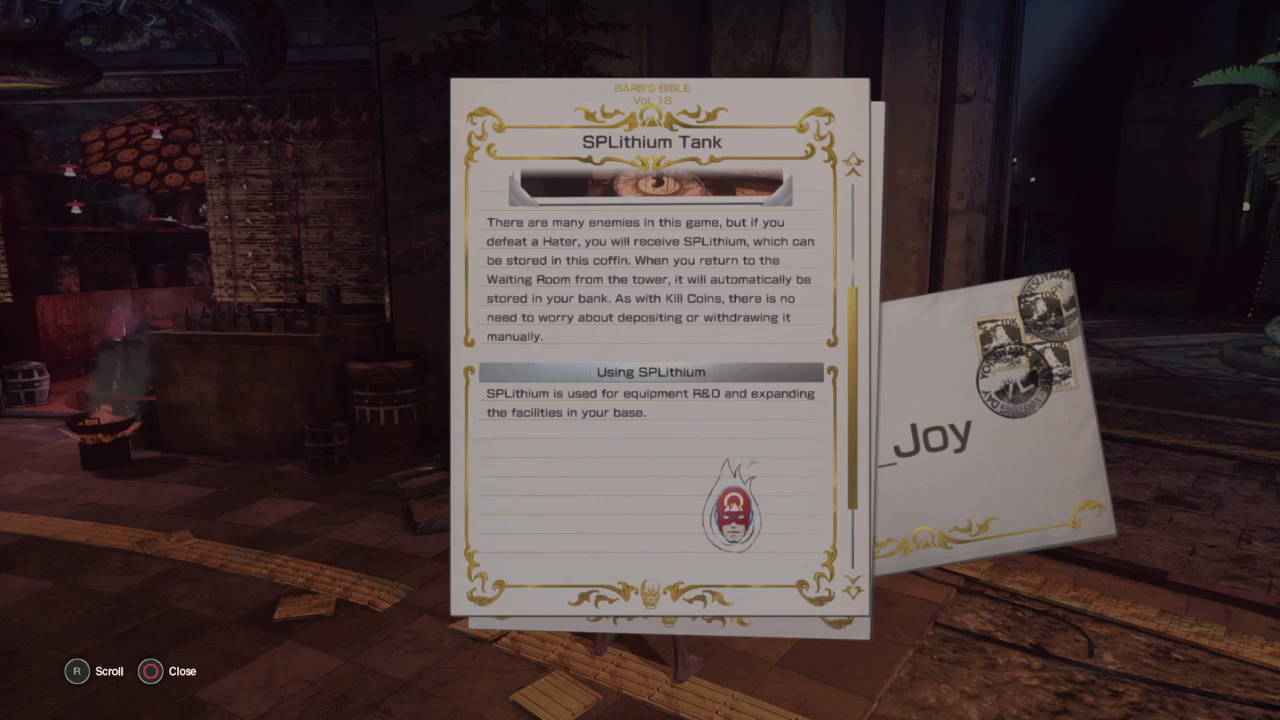 BARB'S BIBLE
Vol. 18
SPLithium Tank
There are many enemies in this game, but if you
defeat a Hater, you will receive SPLithium, which can
be stored in this coffin. When you return to the
Waiting Room from the tower, it will automatically be
stored in your bank. As with Kill Coins, there is no
need to worry about depositing or withdrawing it
manually.
Using SPLithium
SPLithium is used for equipment R&D and expanding
the facilities in your base.
_Joy
R Scroll Close